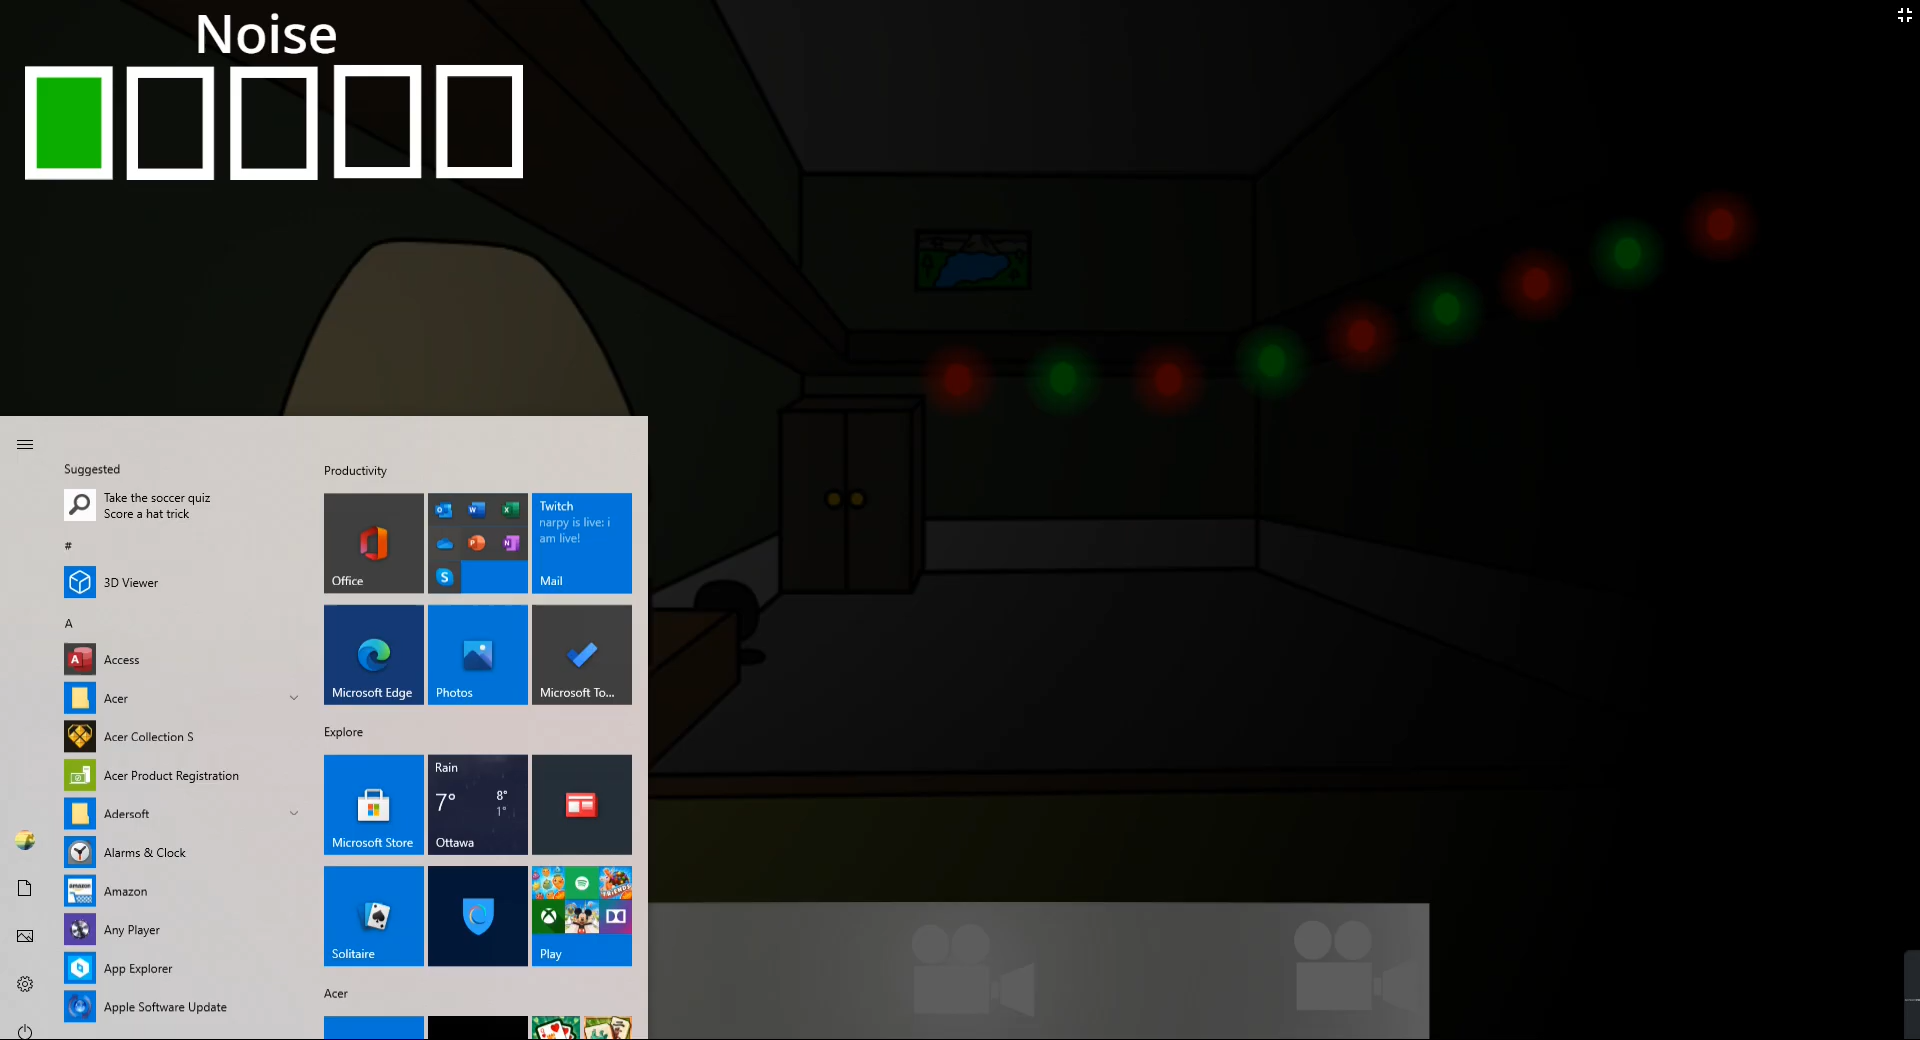 Noise
Suggested
Take the soccer quiz
Score a hat trick
#
3D Viewer
A
Access
Acer
Acer Collection S
Acer Product Registration
Adersoft
Alarms & Clock
Amazon
Any Player
App Explorer
Apple Software Update
Productivity
Office
Twitch
narpy is live: i
am live!
Mail
Microsoft Edge
Photos
Microsoft To...
Explore
Microsoft Store
Rain
7°
8°
1°
Ottawa
Solitaire
Play
Acer